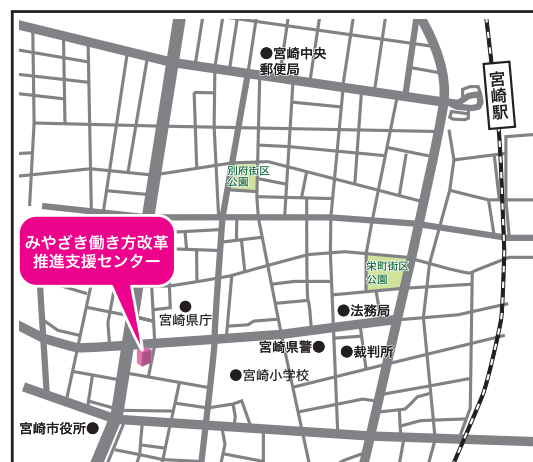 ●宮崎中央
郵便局
宮崎駅
別府街区
公園
みやざき働き方改革
推進支援センター
栄町街区
公園
宮崎県庁
●法務局
宮崎県警●
●裁判所
●宮崎小学校
宮崎市役所●